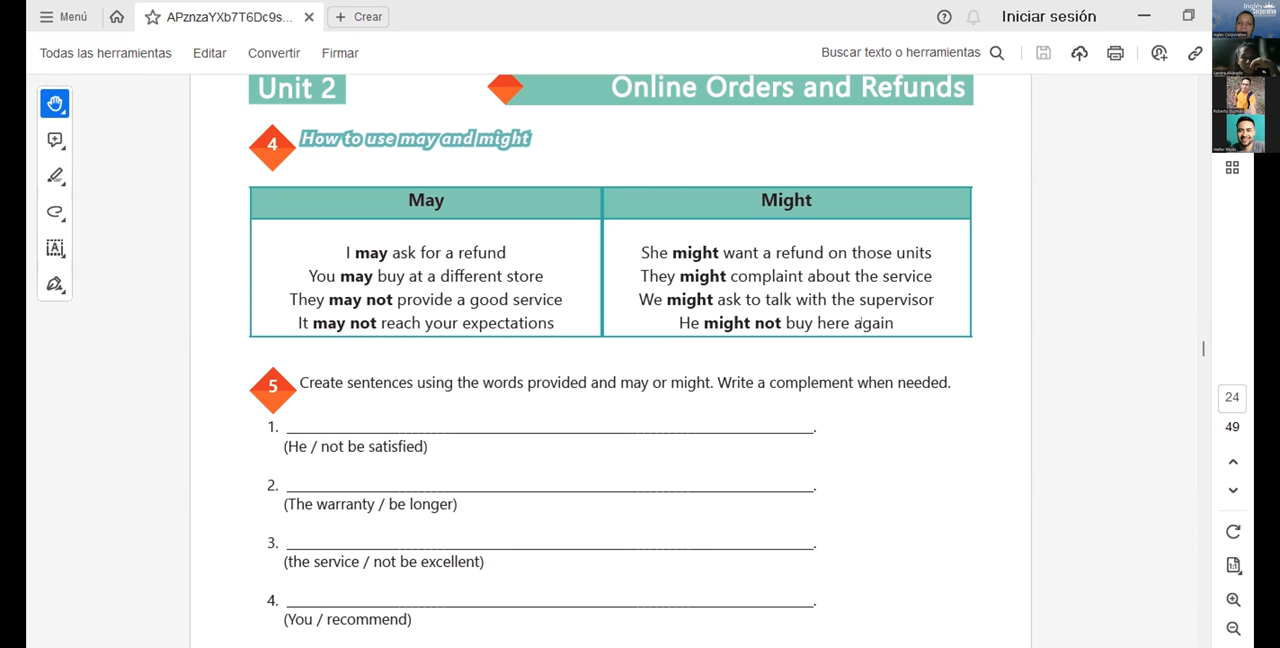 Menú
APznzaYXb7T6Dc9s...
Crear
Iniciar sesión
Todas las herramientas
Editar
Convertir
Firmar
Buscar texto o herramientas
Inglés Corporativo
Unit 2
Online Orders and Refunds
4
How to use may and might
May
Might
I may ask for a refund
You may buy at a different store
They may not provide a good service
It may not reach your expectations
She might want a refund on those units
They might complaint about the service
We might ask to talk with the supervisor
He might not buy here again
5
Create sentences using the words provided and may or might. Write a complement when needed.
1. ______________________________.
(He / not be satisfied)
2. ______________________________.
(The warranty / be longer)
3. ______________________________.
(the service / not be excellent)
4. ______________________________.
(You / recommend)
24
49